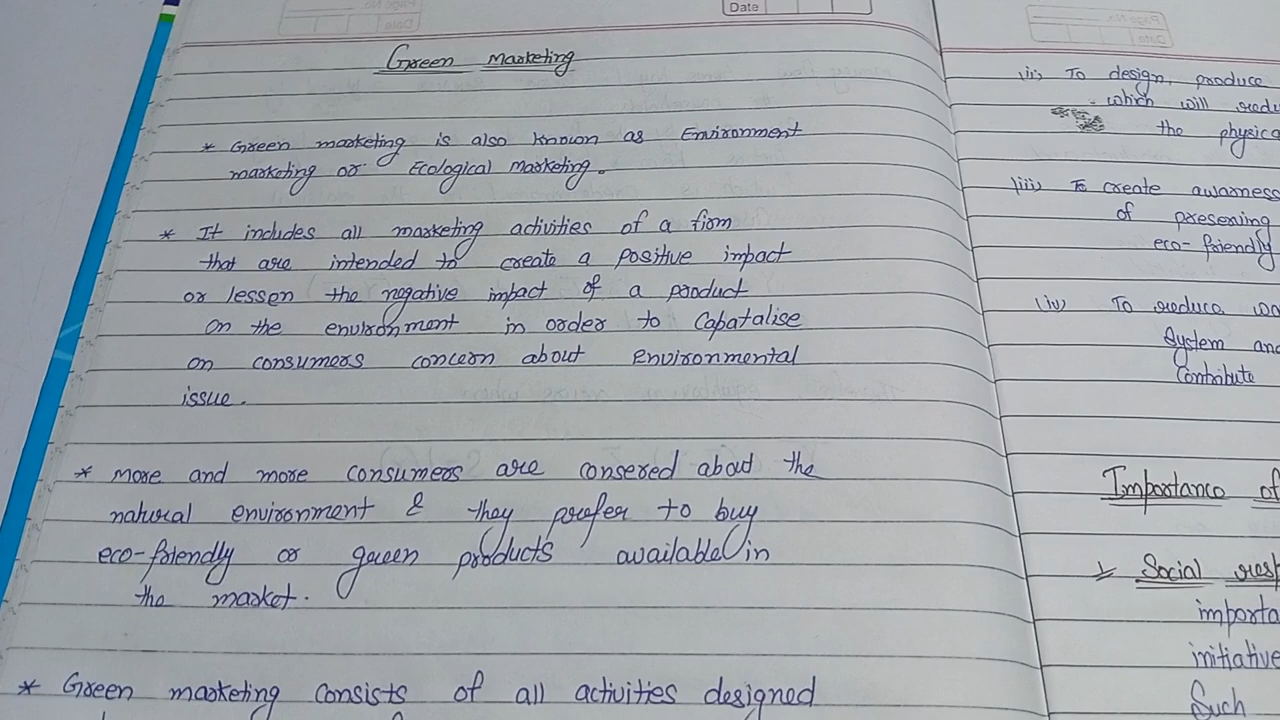 Date
Green Marketing
* Green marketing is also known as Environment
marketing or Ecological Marketing.
* It includes all marketing activities of a firm
that are intended to create a positive impact
or lessen the negative impact of a product
on the environment in order to Capatalise
on consumers concern about Environmental
issue.
* More and more consumers are consered about the
natural environment & they prefer to buy
eco-friendly or green products available in
the market.
* Green marketing consists of all activities designed
(ii) To design, produce
which will redu
the physica
(iii) To create awarness
of presening
eco-friendly
(iv) To reduce wa
System and
Contribute
Importance of
Social resp
importa
initiative
Such